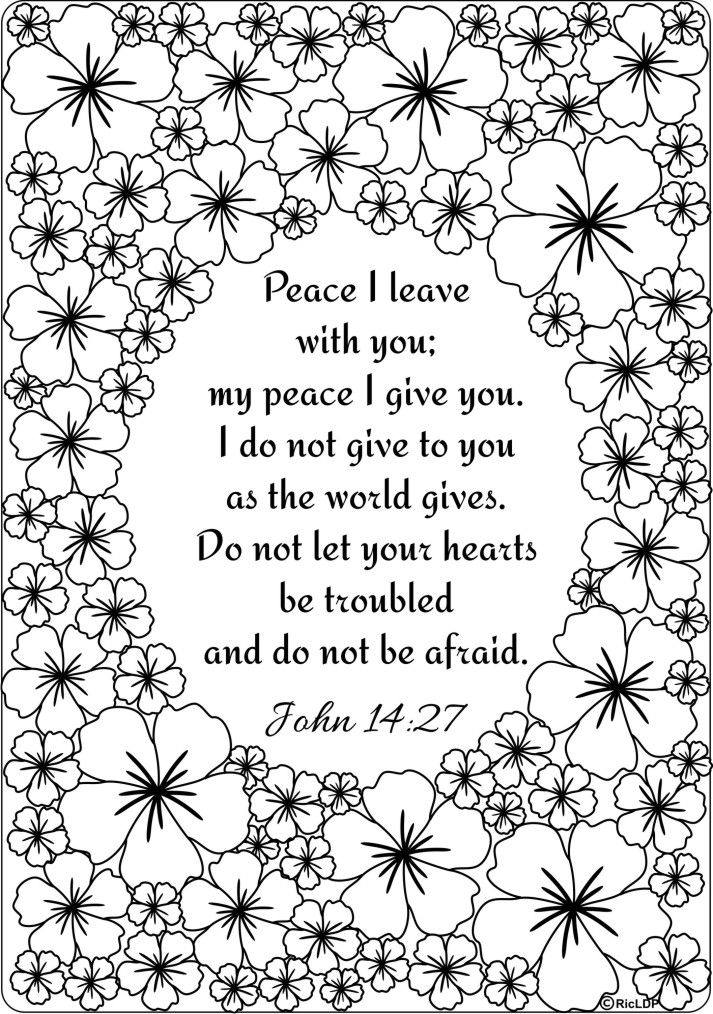 Peace I leave
with you;
my peace I give you.
I do not give to you
as the world gives.
Do not let your hearts
be troubled
and do not be afraid.
John 14:27
©RicLDP